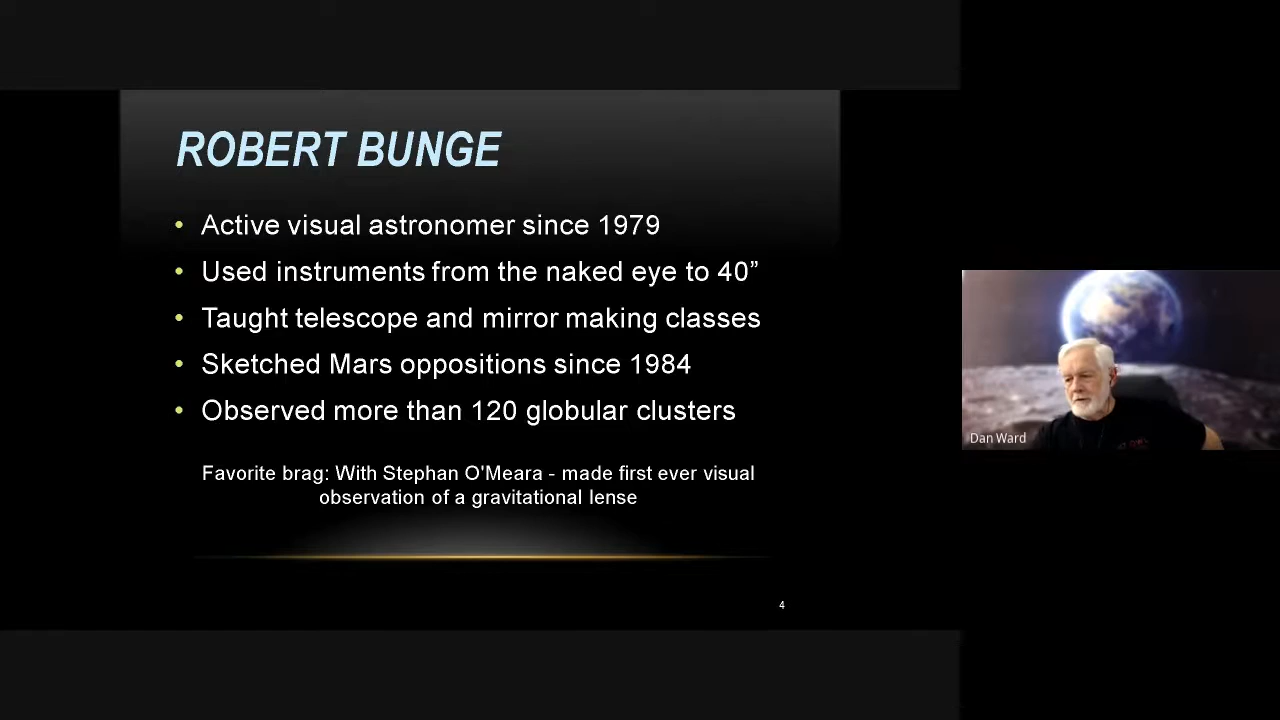 ROBERT BUNGE
• Active visual astronomer since 1979
• Used instruments from the naked eye to 40”
• Taught telescope and mirror making classes
• Sketched Mars oppositions since 1984
• Observed more than 120 globular clusters
Favorite brag: With Stephan O'Meara - made first ever visual
observation of a gravitational lense
Dan Ward
4